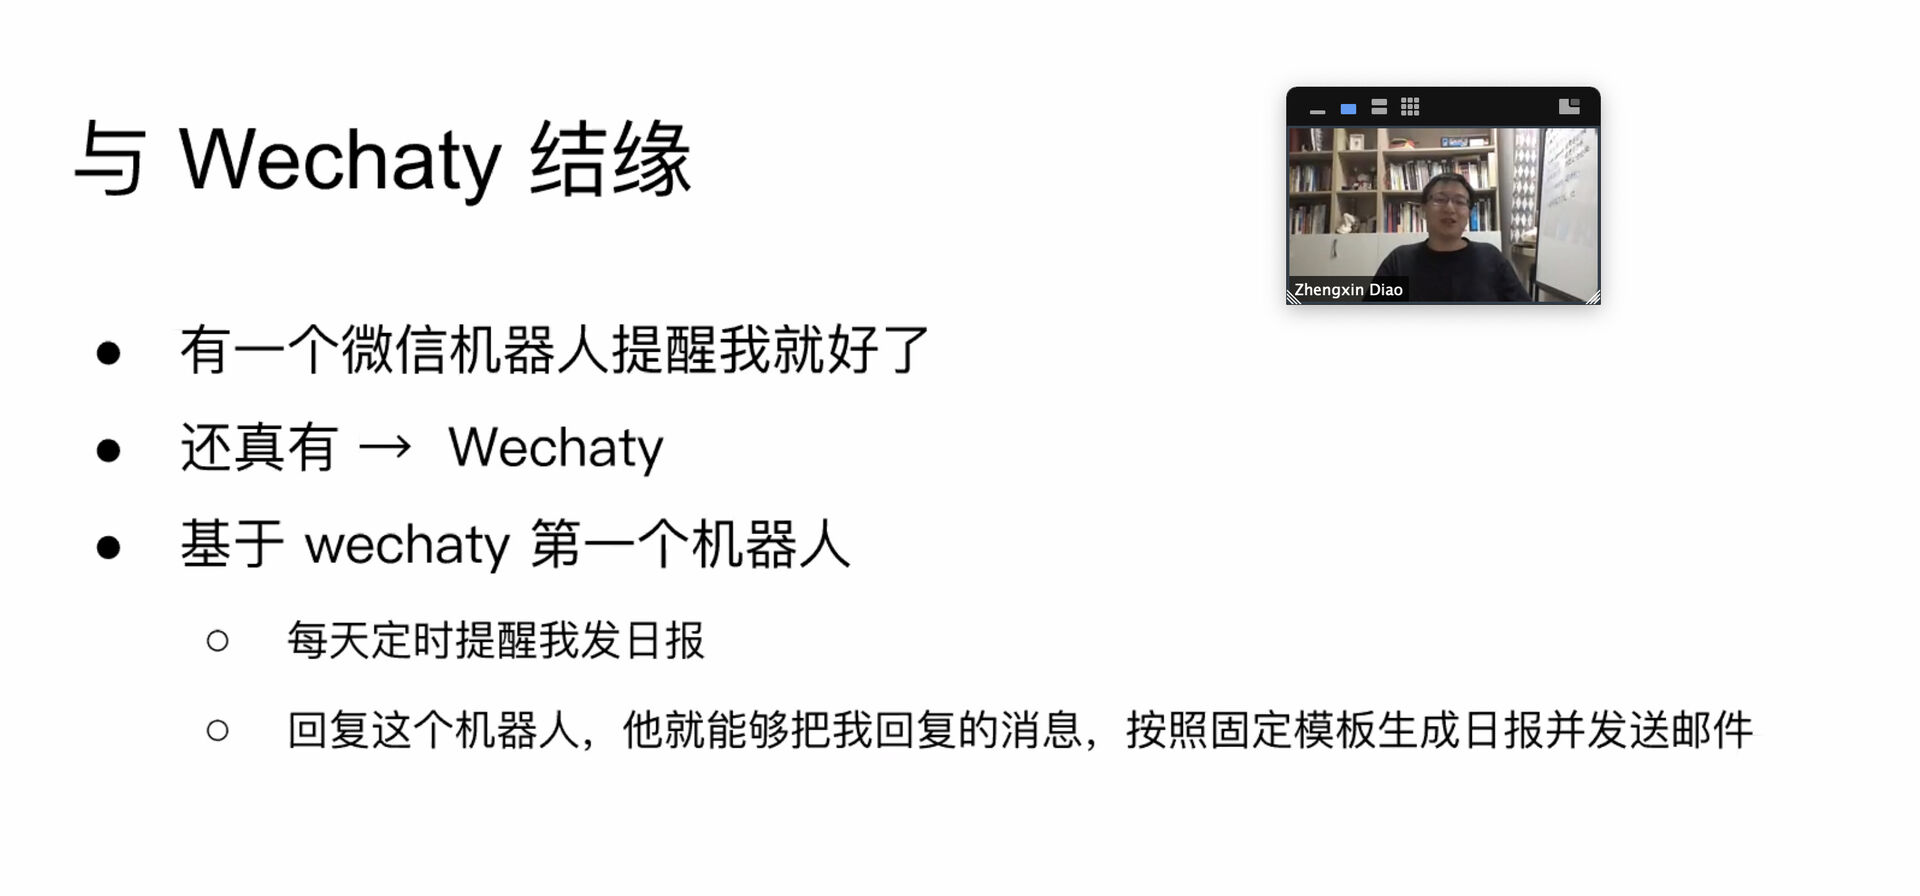 与 Wechaty 结缘
Zhengxin Diao
● 有一个微信机器人提醒我就好了
● 还真有 → Wechaty
● 基于 wechaty 第一个机器人
○ 每天定时提醒我发日报
○ 回复这个机器人，他就能够把我回复的消息，按照固定模板生成日报并发送邮件